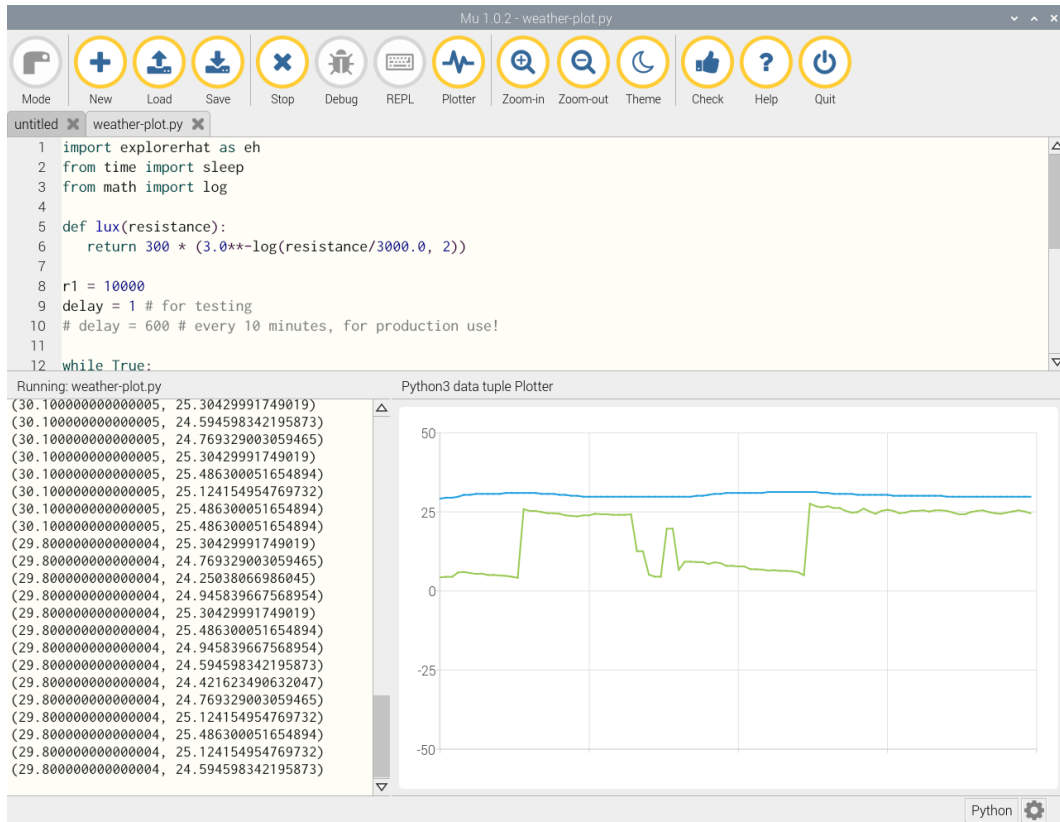 Mu 1.0.2 - weather-plot.py
Mode New Load Save Stop Debug REPL Plotter Zoom-in Zoom-out Theme Check Help Quit
untitled weather-plot.py
1 import explorerhat as eh
2 from time import sleep
3 from math import log
4
5 def lux(resistance):
6    return 300 * (3.0**-log(resistance/3000.0, 2))
7
8 r1 = 10000
9 delay = 1 # for testing
10 # delay = 600 # every 10 minutes, for production use!
11
12 while True:
Running: weather-plot.py
(30.100000000000005, 25.30429991749019)
(30.100000000000005, 24.594598342195873)
(30.100000000000005, 24.769329003059465)
(30.100000000000005, 25.30429991749019)
(30.100000000000005, 25.486300051654894)
(30.100000000000005, 25.124154954769732)
(30.100000000000005, 25.486300051654894)
(30.100000000000005, 25.486300051654894)
(29.800000000000004, 25.30429991749019)
(29.800000000000004, 24.769329003059465)
(29.800000000000004, 24.25038066986045)
(29.800000000000004, 24.945839667568954)
(29.800000000000004, 25.30429991749019)
(29.800000000000004, 25.486300051654894)
(29.800000000000004, 24.945839667568954)
(29.800000000000004, 24.594598342195873)
(29.800000000000004, 24.421623490632047)
(29.800000000000004, 24.769329003059465)
(29.800000000000004, 25.124154954769732)
(29.800000000000004, 25.486300051654894)
(29.800000000000004, 25.124154954769732)
(29.800000000000004, 24.594598342195873)
Python3 data tuple Plotter
50
25
0
-25
-50
Python